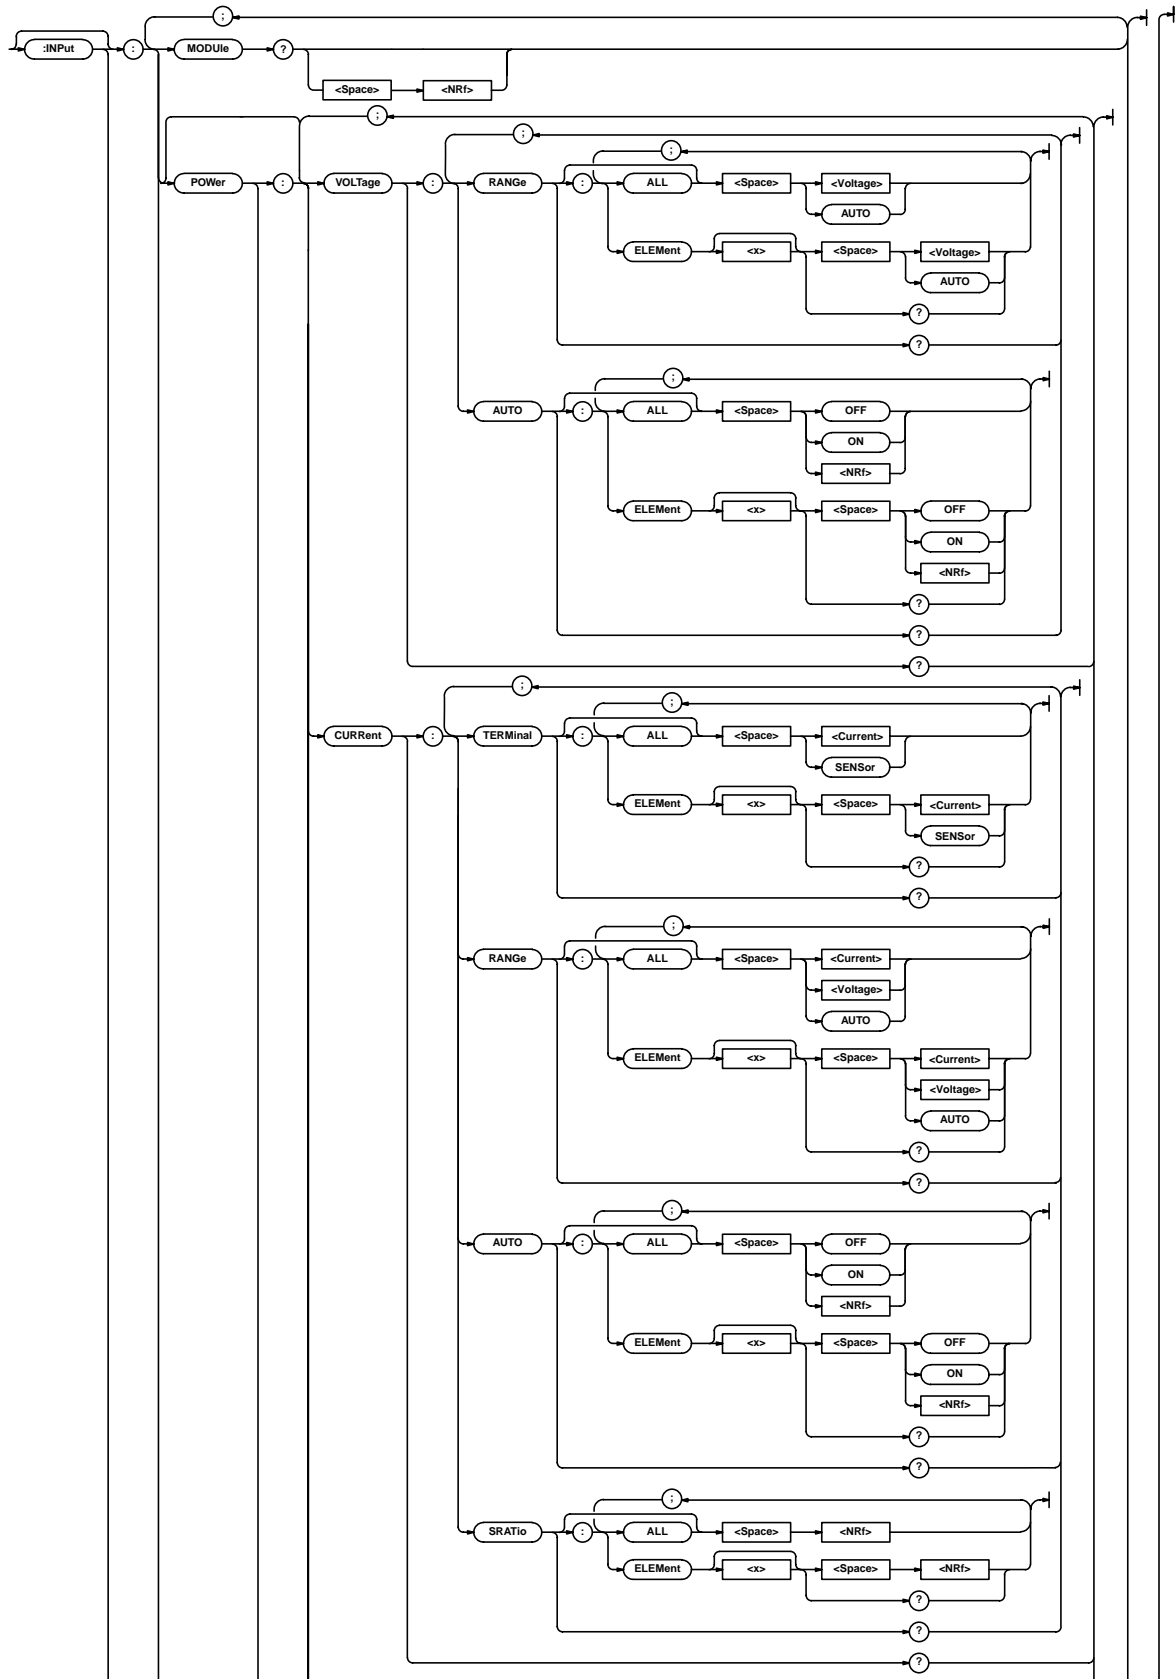 ;
:INPut : MODUle ?
<Space> <NRf>
;
;
;
POWer : VOLTage : RANGe : ALL <Space> <Voltage>
AUTO
ELEMent <x> <Space> <Voltage>
AUTO
?
?
;
AUTO : ALL <Space> OFF
ON
<NRf>
ELEMent <x> <Space> OFF
ON
<NRf>
?
?
?
;
;
CURRent : TERMinal : ALL <Space> <Current>
SENSor
ELEMent <x> <Space> <Current>
SENSor
?
?
;
RANGe : ALL <Space> <Current>
<Voltage>
AUTO
ELEMent <x> <Space> <Current>
<Voltage>
AUTO
?
?
;
AUTO : ALL <Space> OFF
ON
<NRf>
ELEMent <x> <Space> OFF
ON
<NRf>
?
?
;
SRATio : ALL <Space> <NRf>
ELEMent <x> <Space> <NRf>
?
?
?